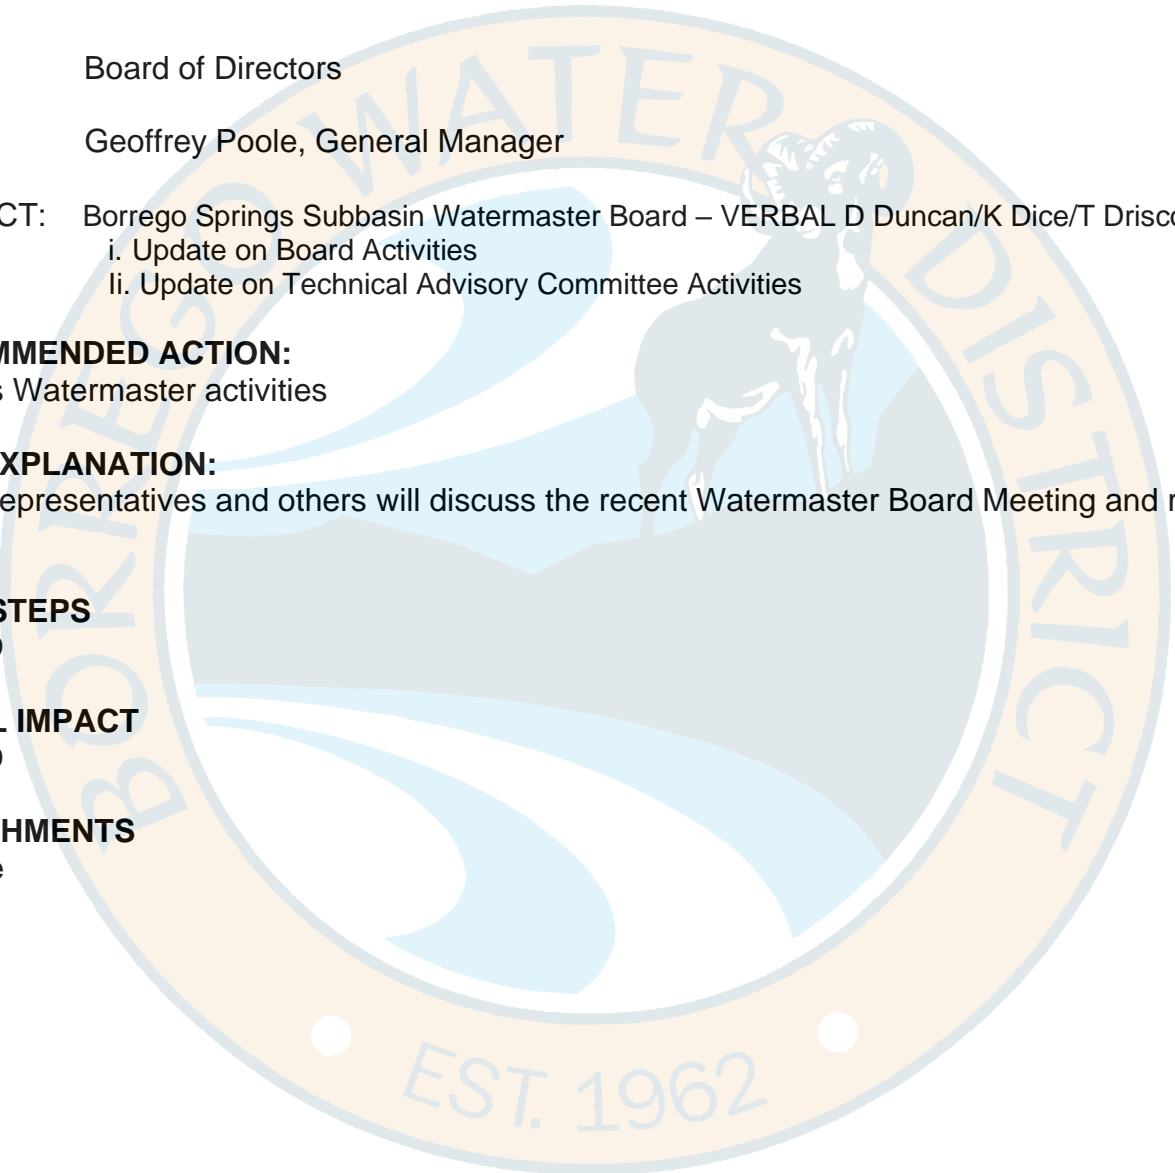 Board of Directors
Geoffrey Poole, General Manager
CT: Borrego Springs Subbasin Watermaster Board – VERBAL D Duncan/K Dice/T Drisco
i. Update on Board Activities
Ii. Update on Technical Advisory Committee Activities
MMENDED ACTION:
s Watermaster activities
XPLANATION:
epresentatives and others will discuss the recent Watermaster Board Meeting and
STEPS
L IMPACT
HMENTS
e
BORREGO WATER DISTRICT
EST. 1962